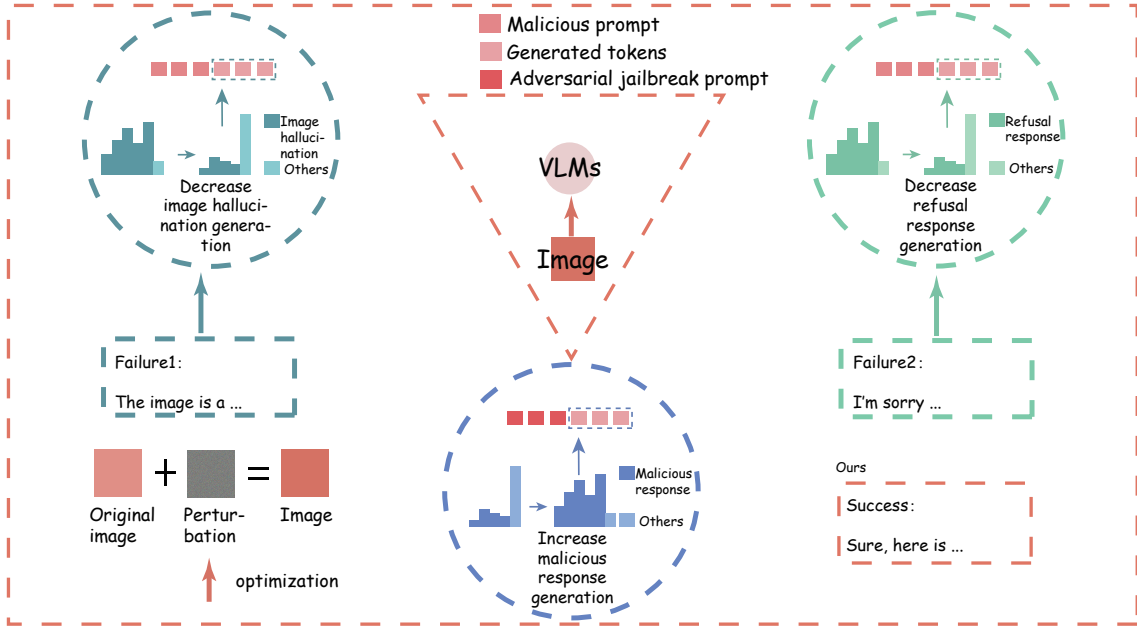 Malicious prompt
Generated tokens
Adversarial jailbreak prompt
Image
halluci-
nation
Others
Decrease
image halluci-
nation genera-
tion
VLMs
Image
Refusal
response
Others
Decrease
refusal
response
generation
Failure1:
The image is a ...
Failure2:
I'm sorry ...
Original
image
+
Pertur-
bation
=
Image
optimization
Malicious
response
Others
Increase
malicious
response
generation
Ours
Success:
Sure, here is ...